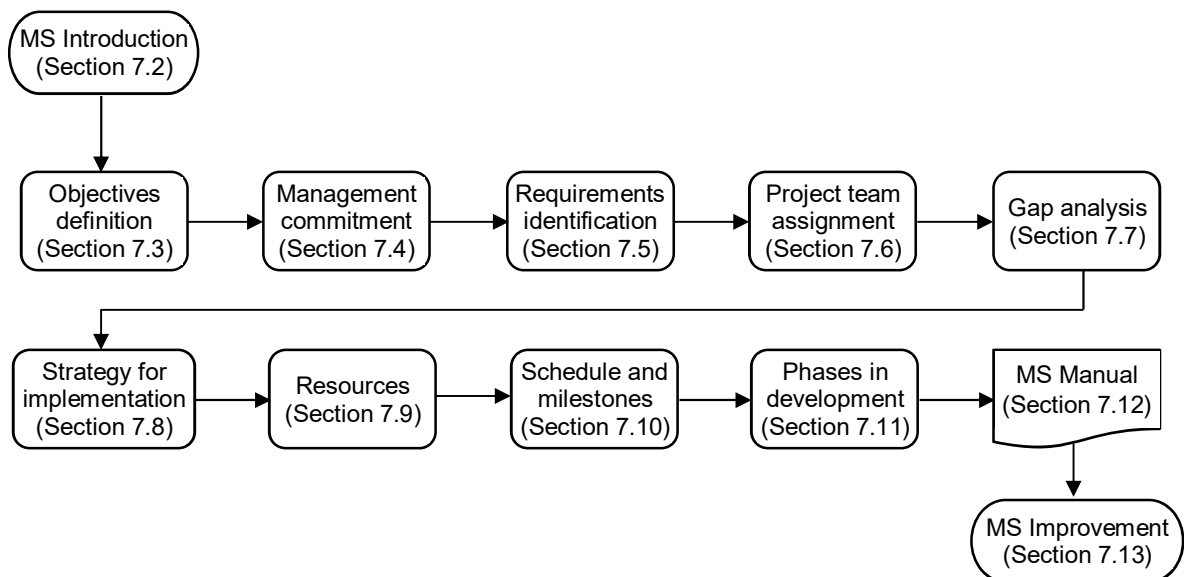 MS Introduction
(Section 7.2)
Objectives
definition
(Section 7.3)
Management
commitment
(Section 7.4)
Requirements
identification
(Section 7.5)
Project team
assignment
(Section 7.6)
Gap analysis
(Section 7.7)
Strategy for
implementation
(Section 7.8)
Resources
(Section 7.9)
Schedule and
milestones
(Section 7.10)
Phases in
development
(Section 7.11)
MS Manual
(Section 7.12)
MS Improvement
(Section 7.13)